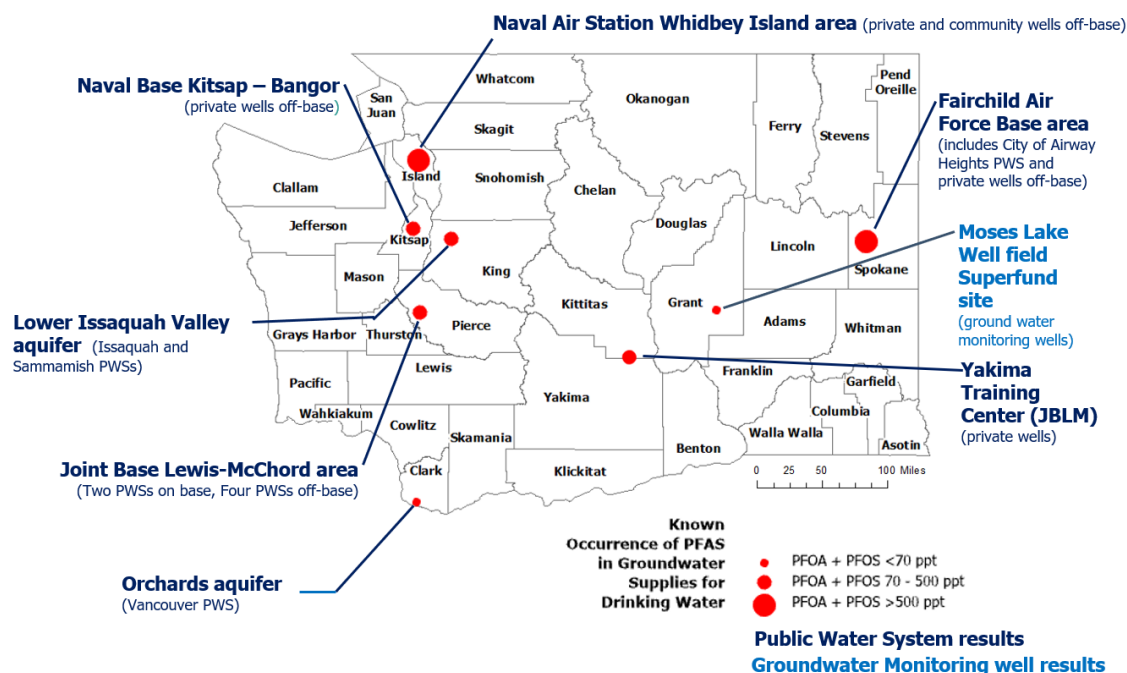 Naval Air Station Whidbey Island area (private and community wells off-base)
Naval Base Kitsap – Bangor
(private wells off-base)
Fairchild Air
Force Base area
(includes City of Airway
Heights PWS and
private wells off-base)
Moses Lake
Well field
Superfund
site
(ground water
monitoring wells)
Yakima
Training
Center (JBLM)
(private wells)
Lower Issaquah Valley
aquifer (Issaquah and
Sammamish PWSs)
Joint Base Lewis-McChord area
(Two PWSs on base, Four PWSs off-base)
Orchards aquifer
(Vancouver PWS)
Whatcom
San
Juan
Skagit
Okanogan
Ferry
Stevens
Pend
Oreille
Island
Snohomish
Chelan
Clallam
Jefferson
Kitsap
Douglas
Lincoln
Spokane
Mason
King
Kittitas
Grant
Adams
Whitman
Grays Harbor
Thurston
Pierce
Pacific
Lewis
Yakima
Franklin
Garfield
Wahkiakum
Cowlitz
Skamania
Columbia
Walla Walla
Asotin
Benton
Clark
Klickitat
0 25 50 100 Miles
Known
Occurrence of PFAS
in Groundwater
Supplies for
Drinking Water
PFOA + PFOS <70 ppt
PFOA + PFOS 70 - 500 ppt
PFOA + PFOS >500 ppt
Public Water System results
Groundwater Monitoring well results